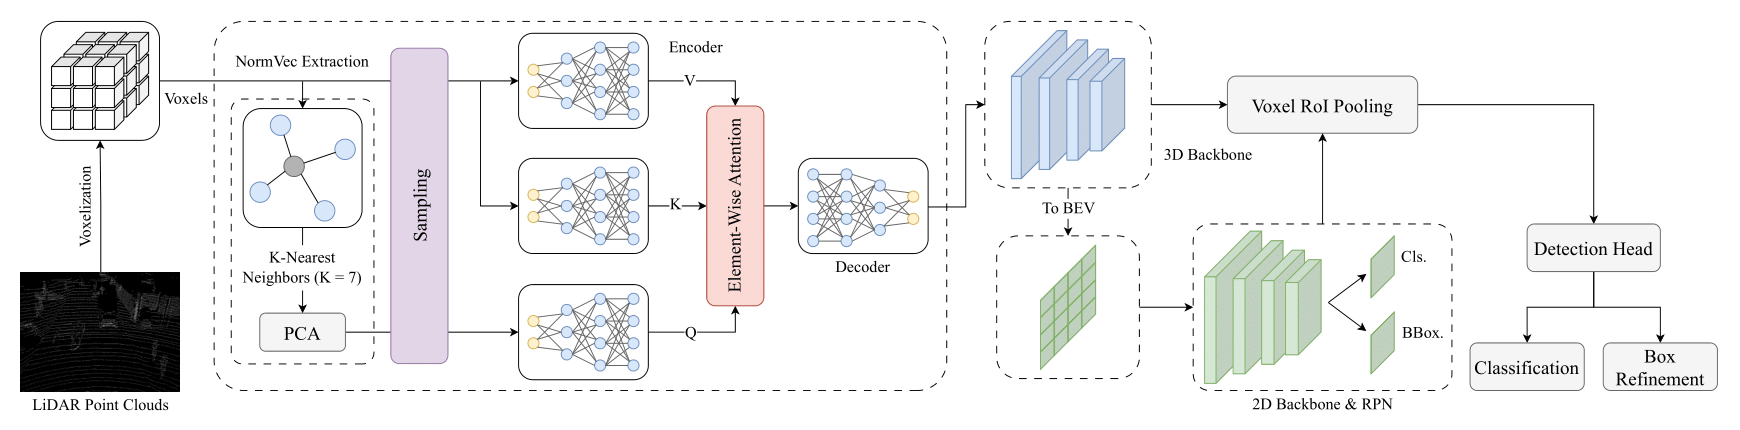 Voxelization
LiDAR Point Clouds
Voxels
NormVec Extraction
K-Nearest
Neighbors (K = 7)
PCA
Sampling
Encoder
V
K
Q
Element-Wise Attention
Decoder
3D Backbone
To BEV
Voxel RoI Pooling
Cls.
BBox.
2D Backbone & RPN
Detection Head
Classification
Box
Refinement